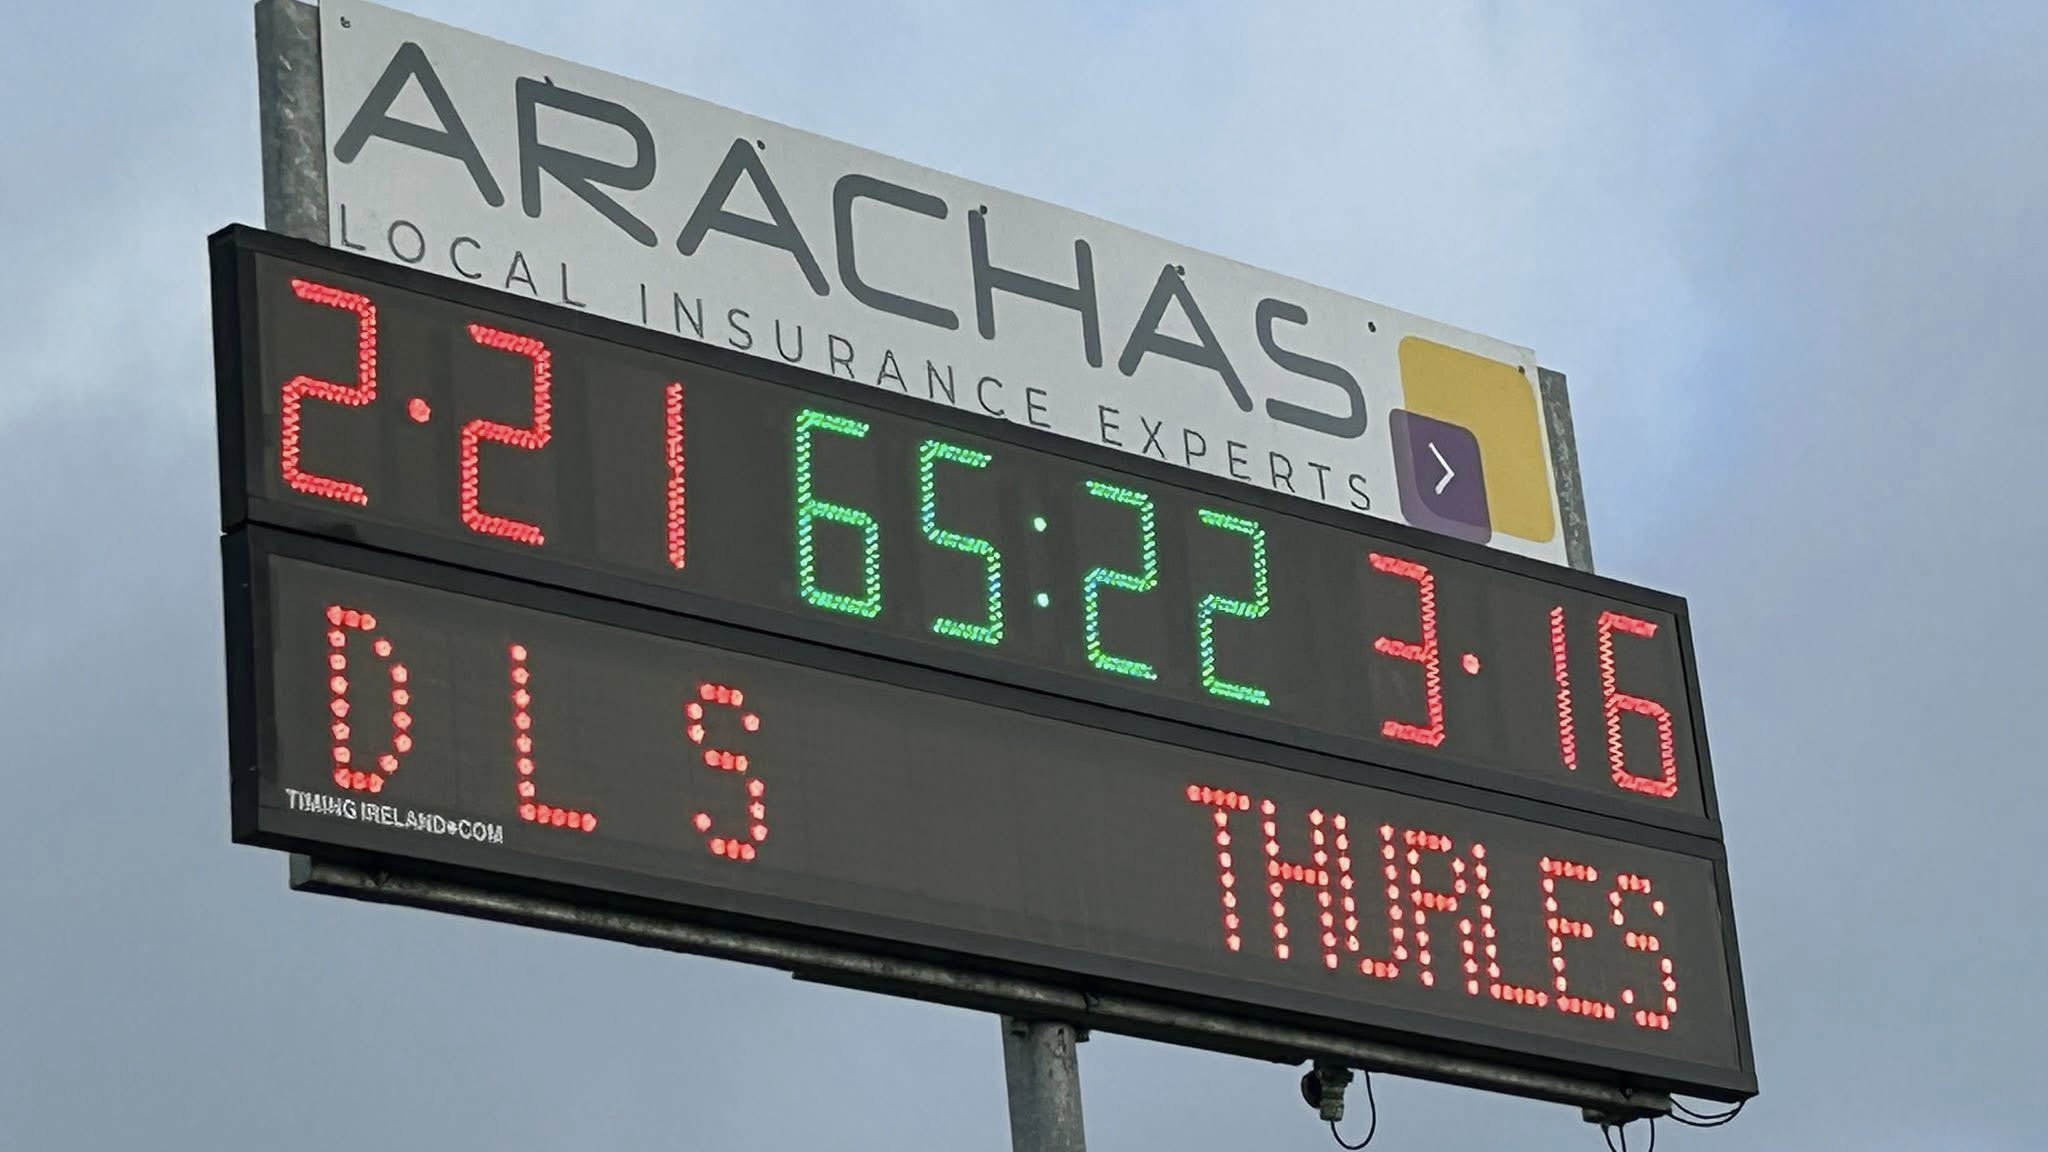 ARACHAS
LOCAL INSURANCE EXPERTS
2·21 65:22 3·16
DLS THURLES
TIMING IRELAND•COM